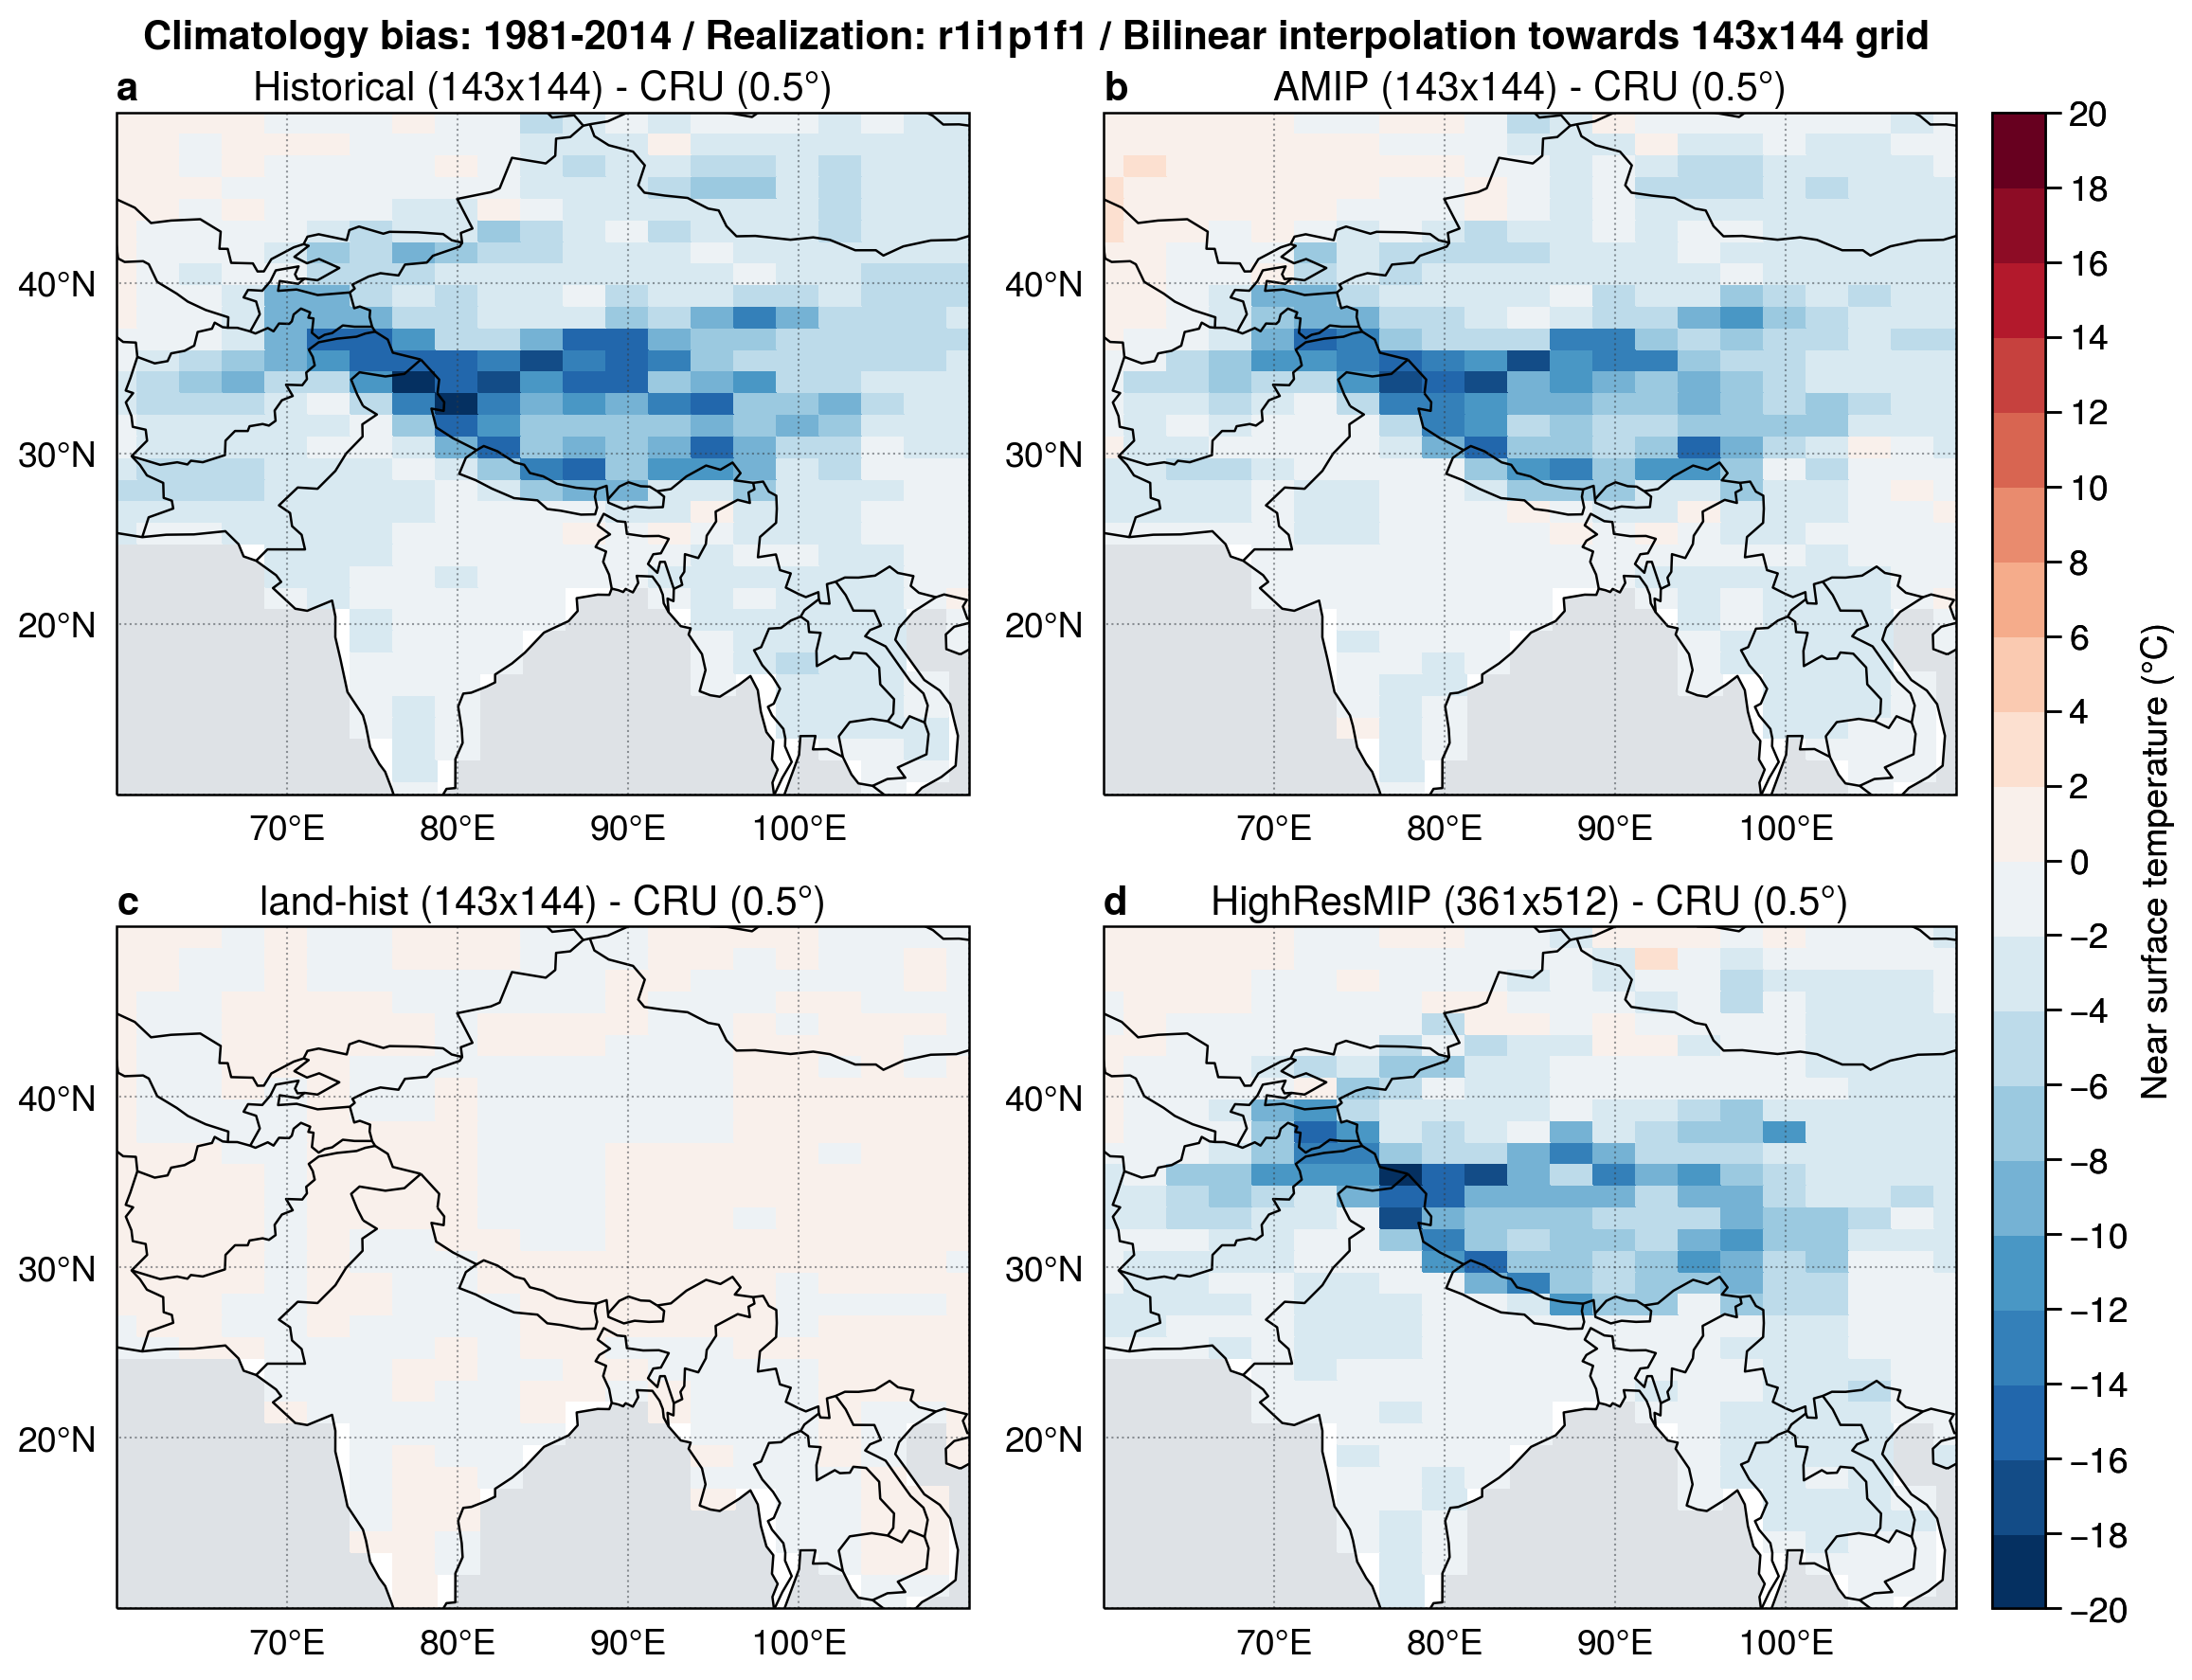 Climatology bias: 1981-2014 / Realization: r1i1p1f1 / Bilinear interpolation towards 143x144 grid
a Historical (143x144) - CRU (0.5°)
40°N
30°N
20°N
70°E 80°E 90°E 100°E
b AMIP (143x144) - CRU (0.5°)
40°N
30°N
20°N
70°E 80°E 90°E 100°E
c land-hist (143x144) - CRU (0.5°)
40°N
30°N
20°N
70°E 80°E 90°E 100°E
d HighResMIP (361x512) - CRU (0.5°)
40°N
30°N
20°N
70°E 80°E 90°E 100°E
20
18
16
14
12
10
8
6
4
2
0
−2
−4
−6
−8
−10
−12
−14
−16
−18
−20
Near surface temperature (°C)